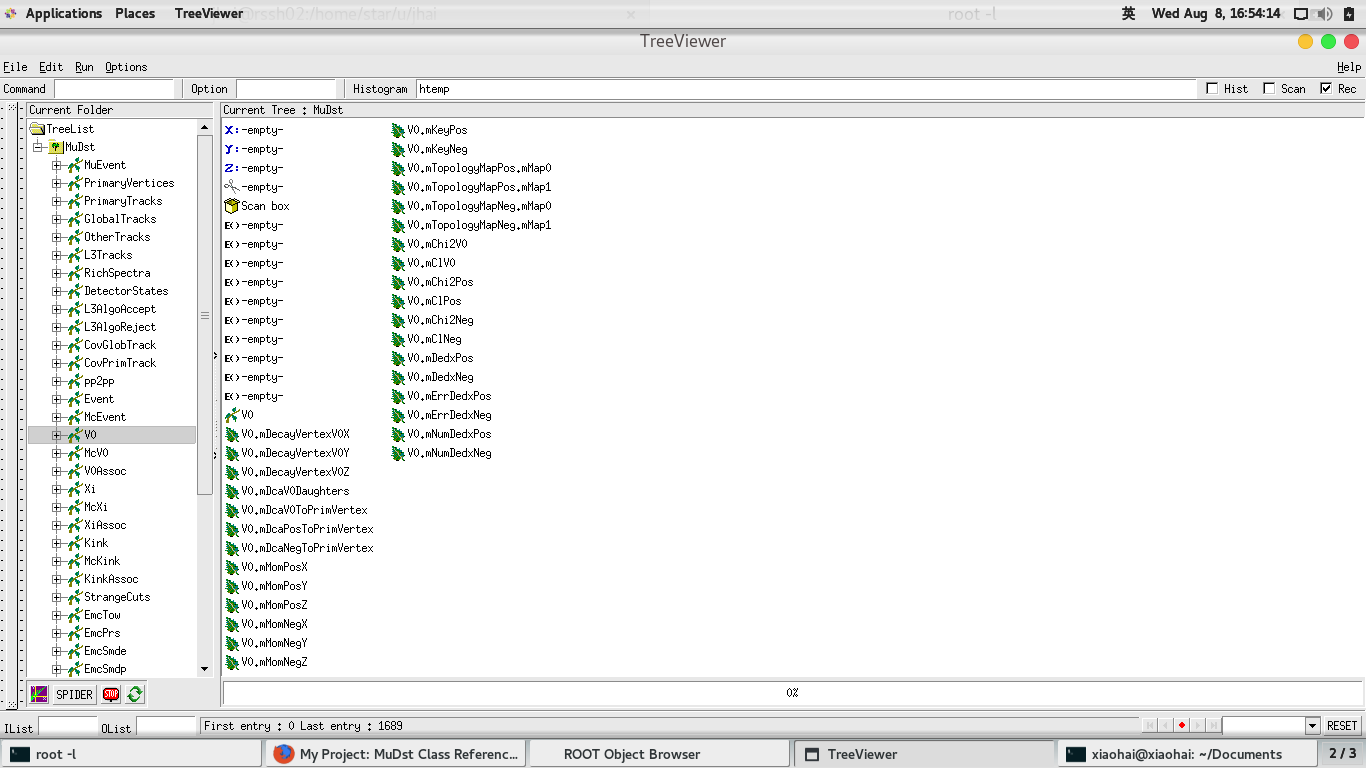 Applications Places TreeViewer @rssh02:/home/star/u/jhai root -l 英 Wed Aug 8, 16:54:14
TreeViewer
File Edit Run Options Help
Command Option Histogram htemp Hist Scan Rec
Current Folder
TreeList
MuDst
MuEvent
PrimaryVertices
PrimaryTracks
GlobalTracks
OtherTracks
L3Tracks
RichSpectra
DetectorStates
L3AlgoAccept
L3AlgoReject
CovGlobTrack
CovPrimTrack
pp2pp
Event
McEvent
V0
McV0
V0Assoc
Xi
McXi
XiAssoc
Kink
McKink
KinkAssoc
StrangeCuts
EmcTow
EmcPrs
EmcSmde
EmcSmdp
Current Tree : MuDst
X: -empty-
Y: -empty-
Z: -empty-
-empty-
Scan box
E() -empty-
E() -empty-
E() -empty-
E() -empty-
E() -empty-
E() -empty-
E() -empty-
E() -empty-
E() -empty-
E() -empty-
V0
V0.mDecayVertexV0X
V0.mDecayVertexV0Y
V0.mDecayVertexV0Z
V0.mDcaV0Daughters
V0.mDcaV0ToPrimVertex
V0.mDcaPosToPrimVertex
V0.mDcaNegToPrimVertex
V0.mMomPosX
V0.mMomPosY
V0.mMomPosZ
V0.mMomNegX
V0.mMomNegY
V0.mMomNegZ
V0.mKeyPos
V0.mKeyNeg
V0.mTopologyMapPos.mMap0
V0.mTopologyMapPos.mMap1
V0.mTopologyMapNeg.mMap0
V0.mTopologyMapNeg.mMap1
V0.mChi2V0
V0.mClV0
V0.mChi2Pos
V0.mClPos
V0.mChi2Neg
V0.mClNeg
V0.mDedxPos
V0.mDedxNeg
V0.mErrDedxPos
V0.mErrDedxNeg
V0.mNumDedxPos
V0.mNumDedxNeg
SPIDER STOP 0%
IList OList First entry : 0 Last entry : 1689 RESET
root -l My Project: MuDst Class Referenc... ROOT Object Browser TreeViewer xiaohai@xiaohai: ~/Documents 2 / 3